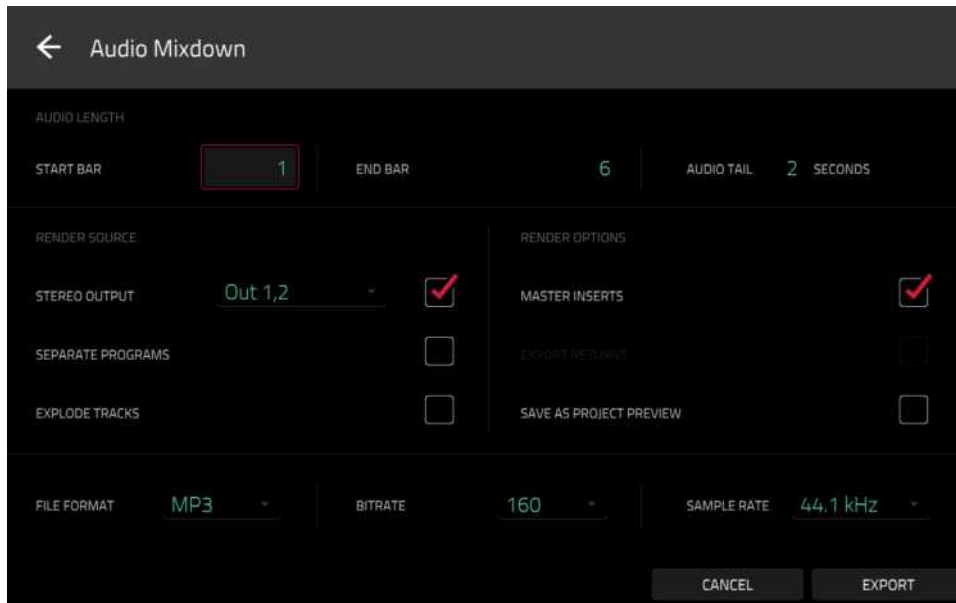 Audio Mixdown
AUDIO LENGTH
START BAR 1 END BAR 6 AUDIO TAIL 2 SECONDS
RENDER SOURCE RENDER OPTIONS
STEREO OUTPUT Out 1,2 MASTER INSERTS
SEPARATE PROGRAMS EXPORT RETURNS
EXPLODE TRACKS SAVE AS PROJECT PREVIEW
FILE FORMAT MP3 BITRATE 160 SAMPLE RATE 44.1 kHz
CANCEL EXPORT